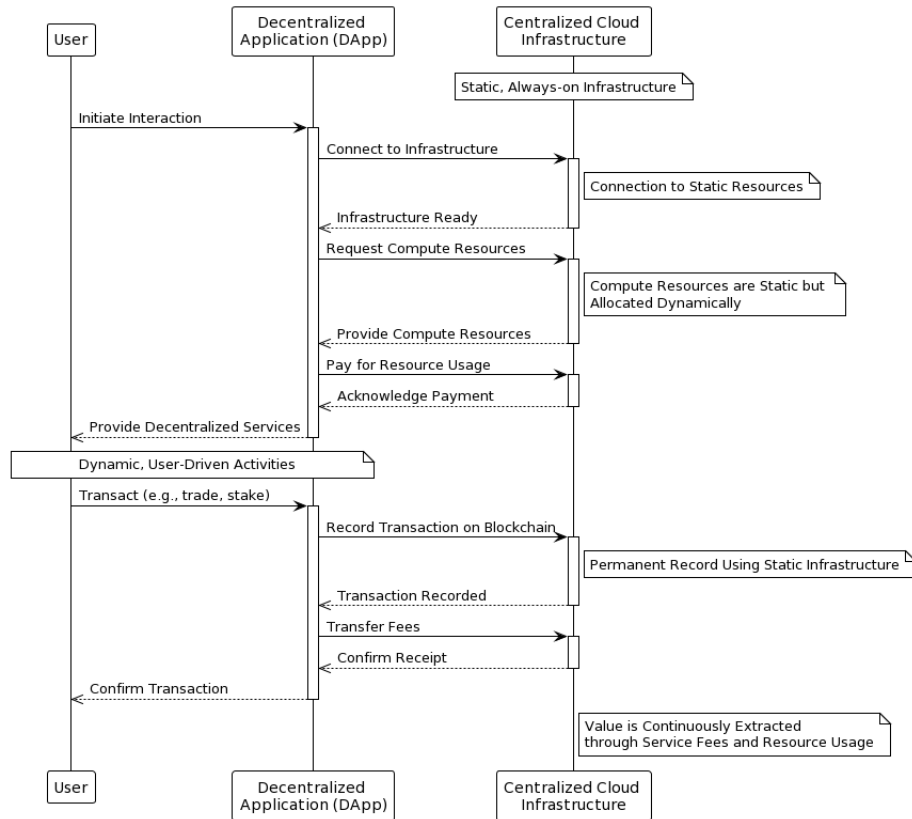 User
Decentralized
Application (DApp)
Centralized Cloud
Infrastructure
Static, Always-on Infrastructure
Initiate Interaction
Connect to Infrastructure
Connection to Static Resources
Infrastructure Ready
Request Compute Resources
Compute Resources are Static but
Allocated Dynamically
Provide Compute Resources
Pay for Resource Usage
Acknowledge Payment
Provide Decentralized Services
Dynamic, User-Driven Activities
Transact (e.g., trade, stake)
Record Transaction on Blockchain
Permanent Record Using Static Infrastructure
Transaction Recorded
Transfer Fees
Confirm Receipt
Confirm Transaction
Value is Continuously Extracted
through Service Fees and Resource Usage
User
Decentralized
Application (DApp)
Centralized Cloud
Infrastructure